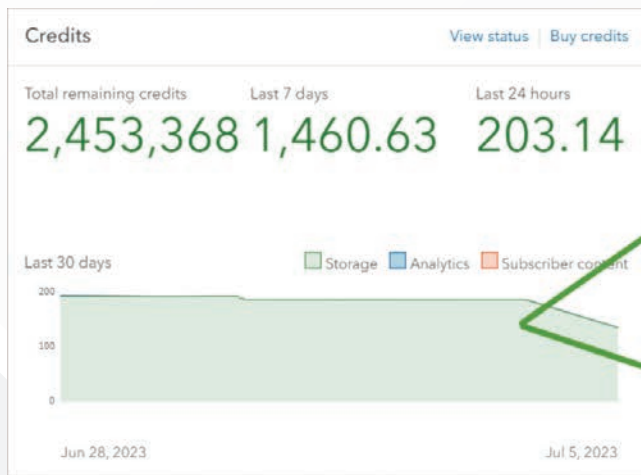 Credits View status Buy credits
Total remaining credits Last 7 days Last 24 hours
2,453,368 1,460.63 203.14
Last 30 days Storage Analytics Subscriber content
200
100
0
Jun 28, 2023 Jul 5, 2023